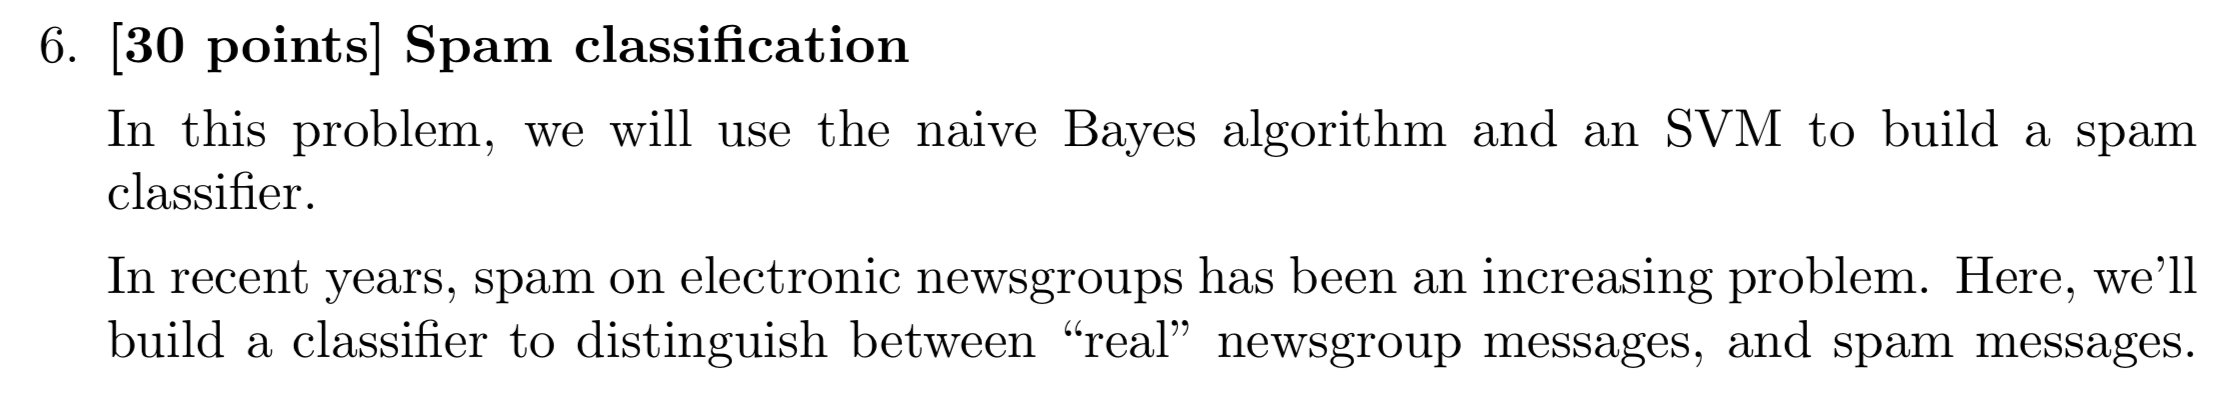 6. [30 points] Spam classification
In this problem, we will use the naive Bayes algorithm and an SVM to build a spam
classifier.
In recent years, spam on electronic newsgroups has been an increasing problem. Here, we’ll
build a classifier to distinguish between “real” newsgroup messages, and spam messages.